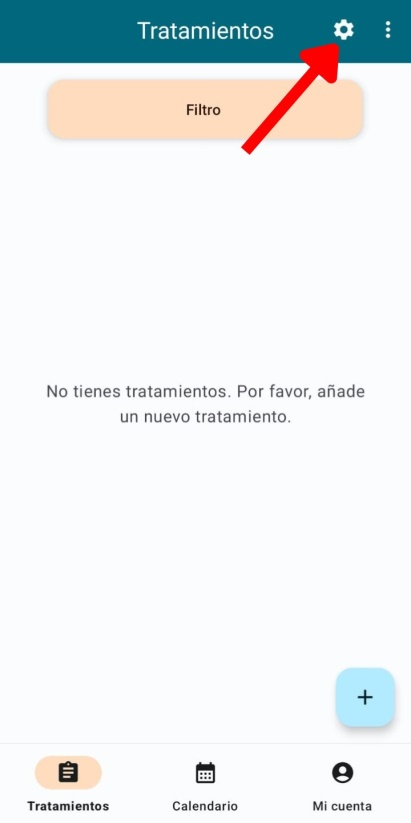 Tratamientos
Filtro
No tienes tratamientos. Por favor, añade
un nuevo tratamiento.
Tratamientos
Calendario
Mi cuenta